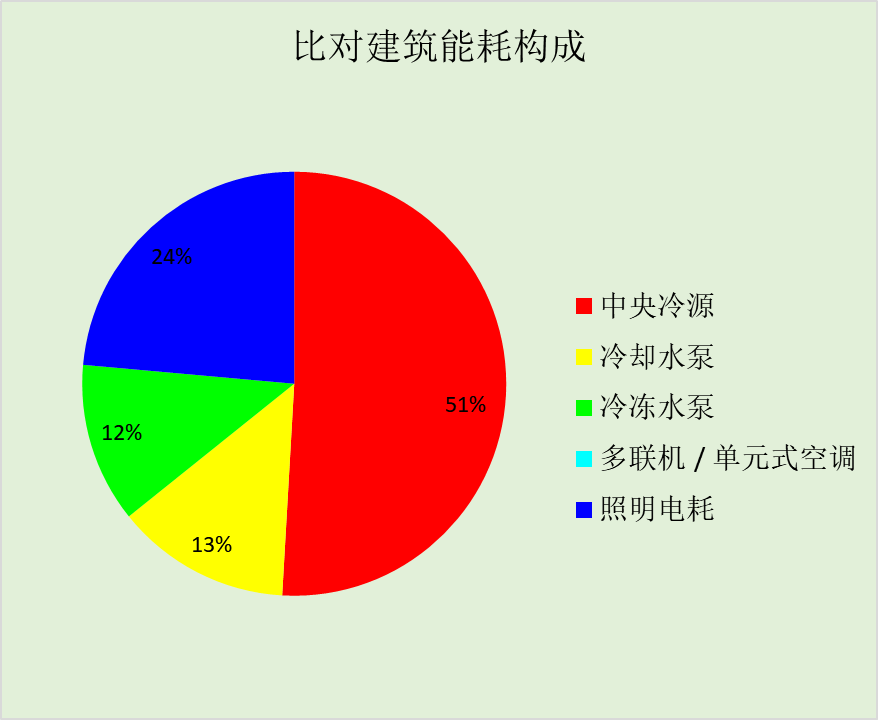 比对建筑能耗构成
24%
51%
12%
13%
中央冷源
冷却水泵
冷冻水泵
多联机 / 单元式空调
照明电耗